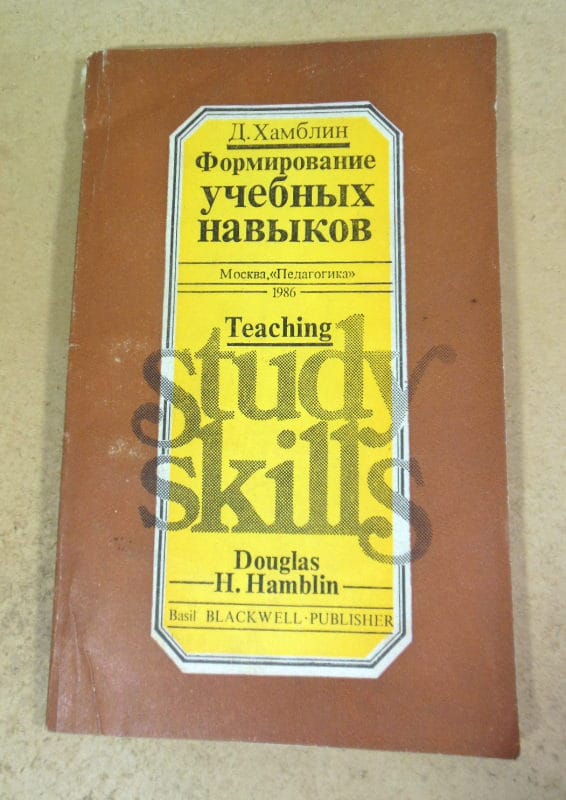 Д. Хамблин
Формирование
учебных
навыков
Москва, «Педагогика»
1986
Teaching
study
skills
Douglas
H. Hamblin
Basil BLACKWELL · PUBLISHER